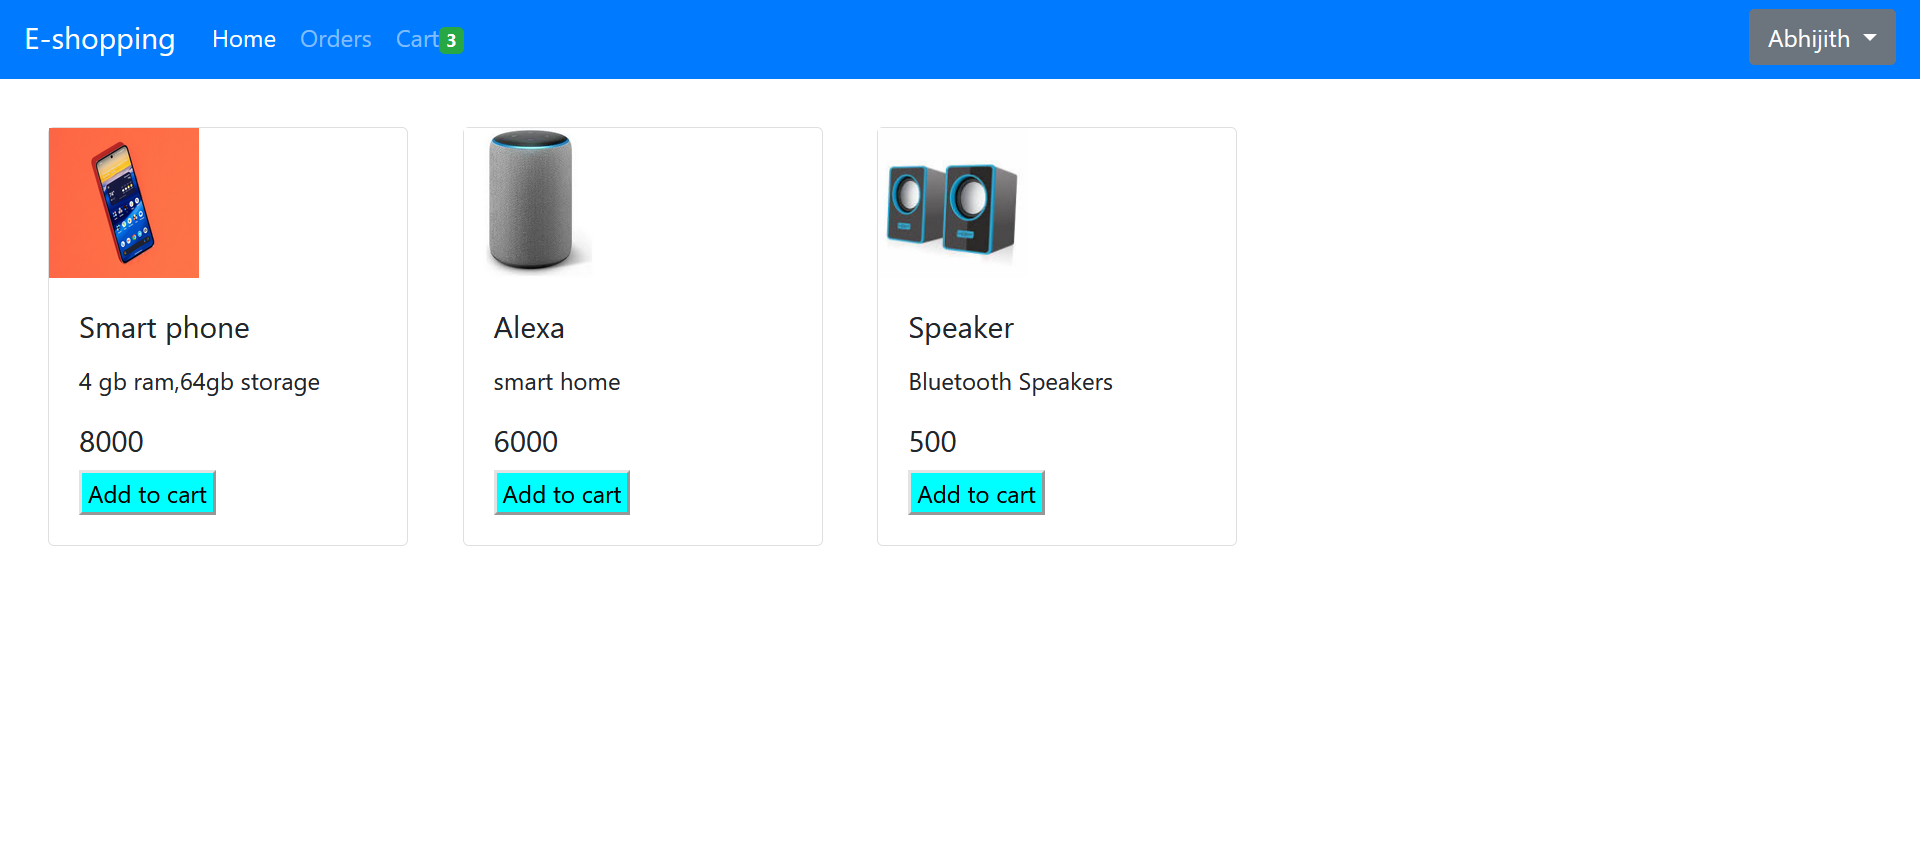 E-shopping Home Orders Cart 3 Abhijith
Smart phone
4 gb ram,64gb storage
8000
Add to cart
Alexa
smart home
6000
Add to cart
Speaker
Bluetooth Speakers
500
Add to cart